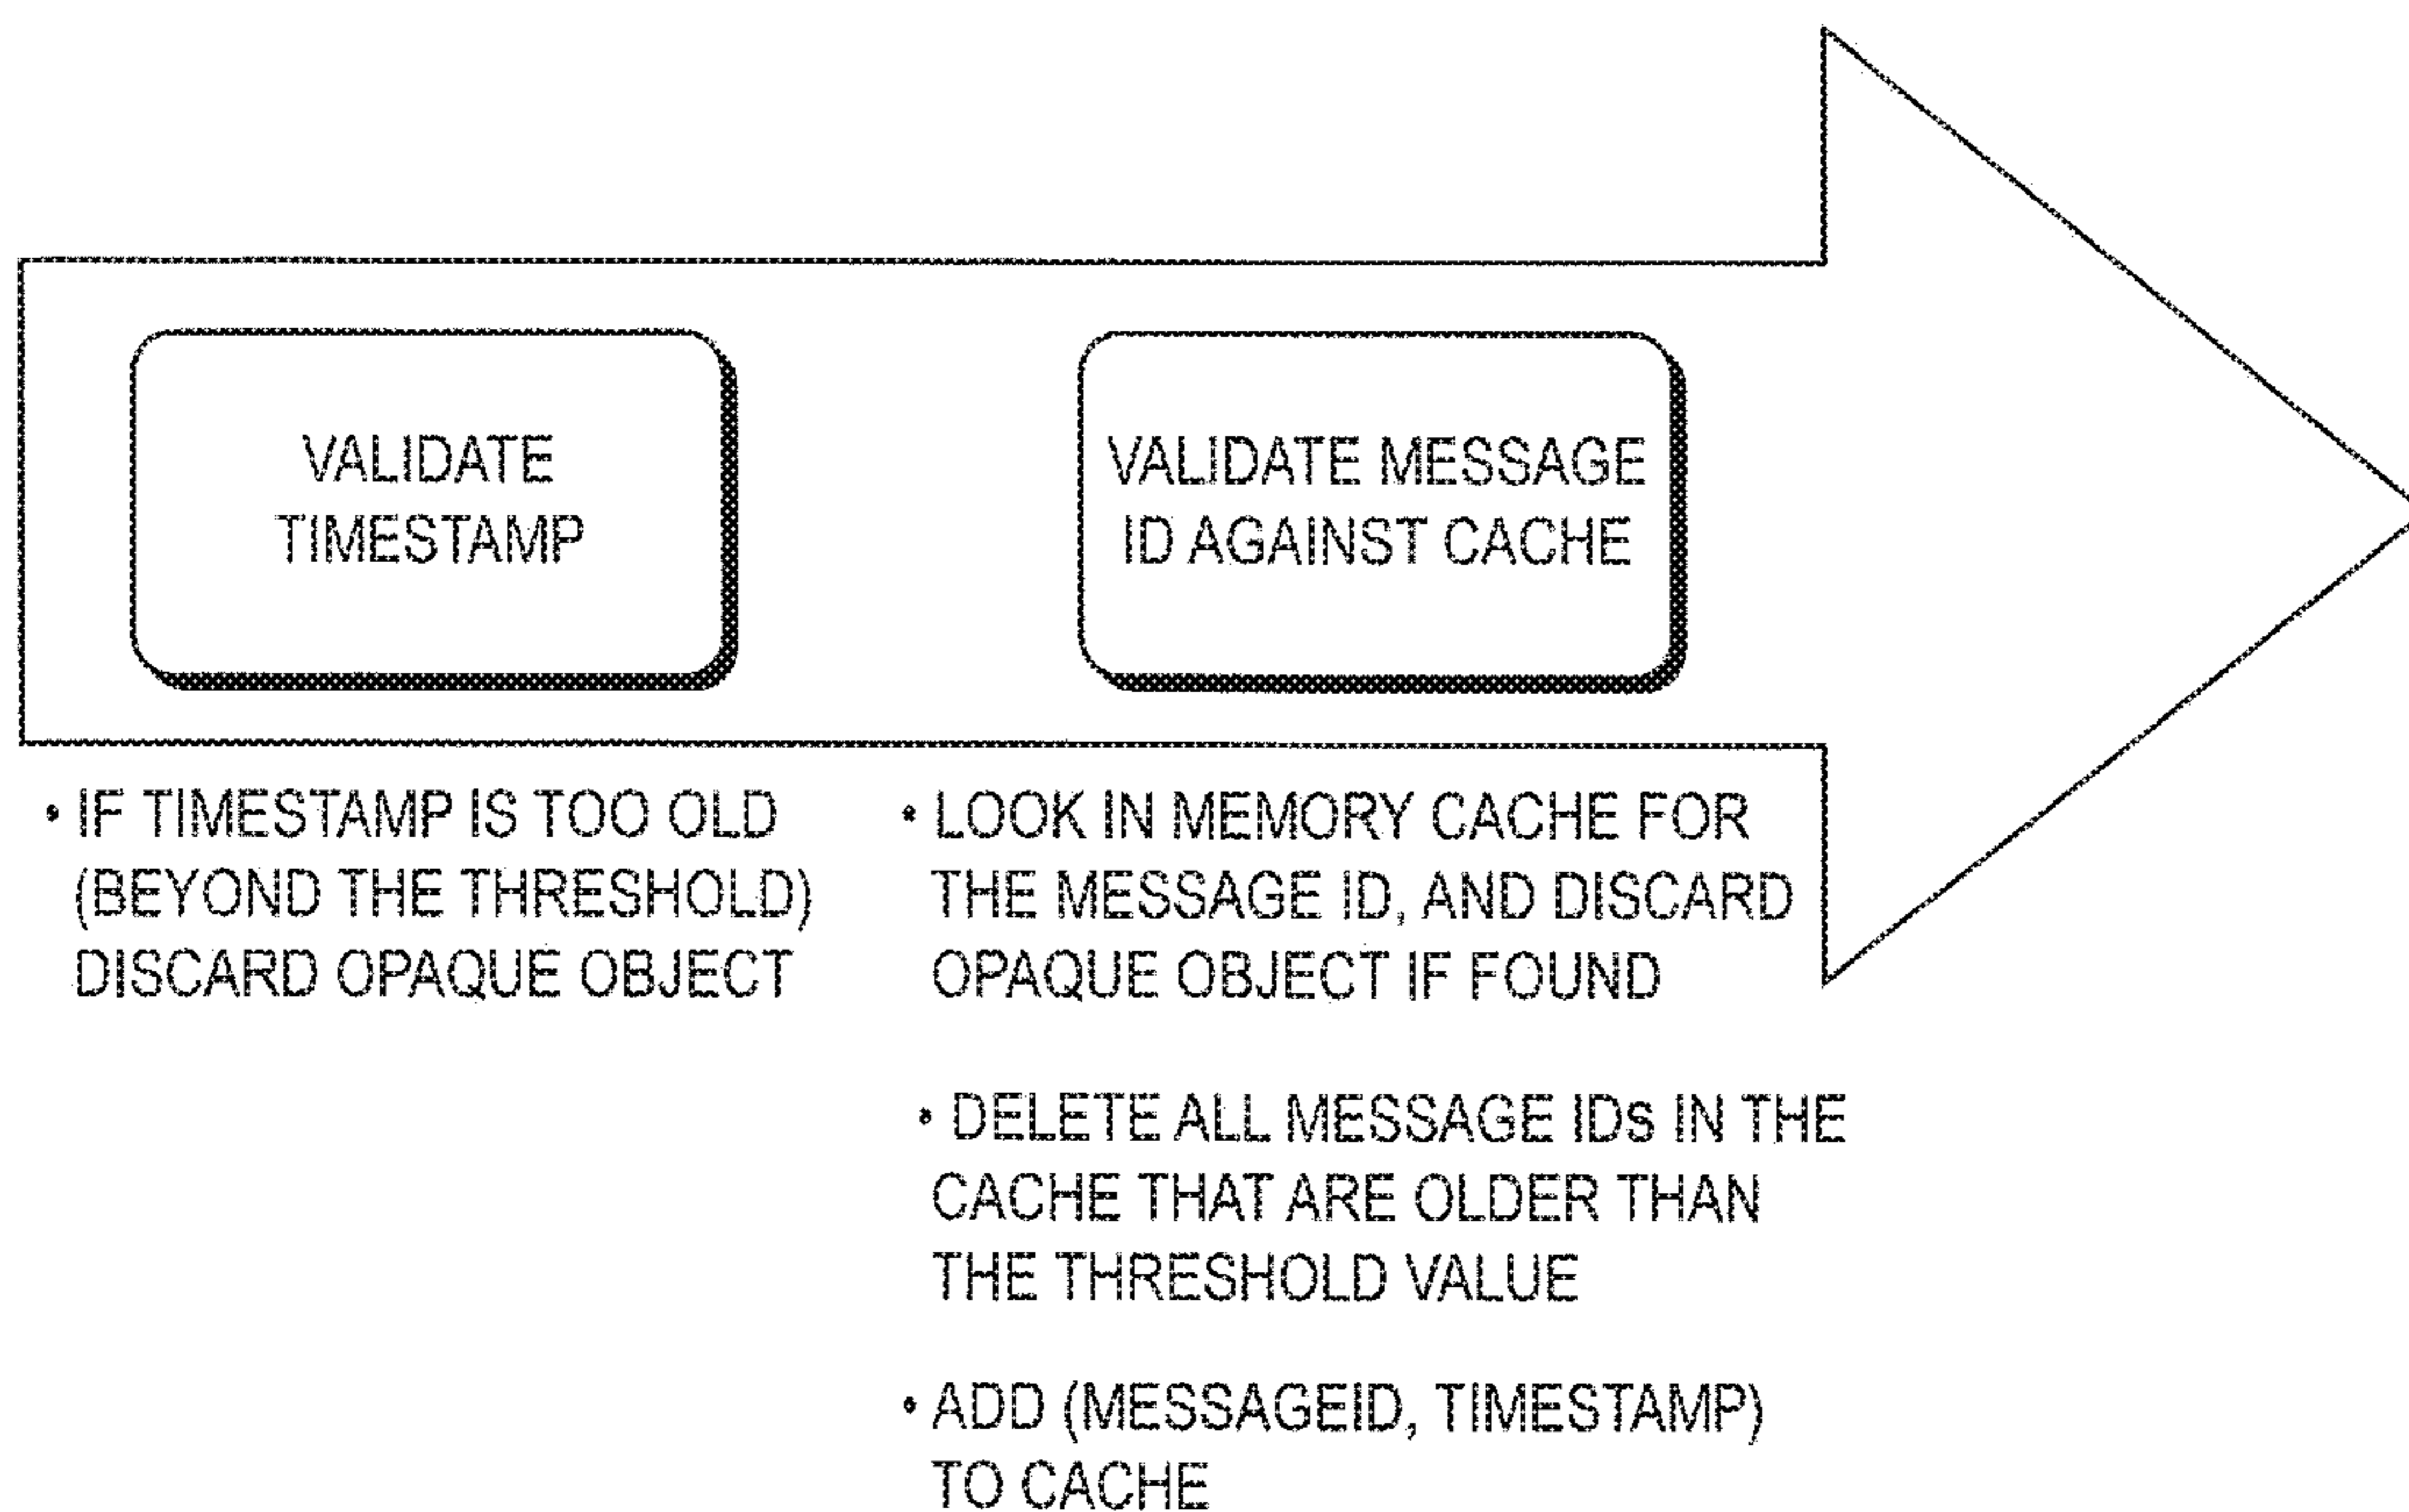 VALIDATE
TIMESTAMP
VALIDATE MESSAGE
ID AGAINST CACHE
• IF TIMESTAMP IS TOO OLD
(BEYOND THE THRESHOLD)
DISCARD OPAQUE OBJECT
• LOOK IN MEMORY CACHE FOR
THE MESSAGE ID, AND DISCARD
OPAQUE OBJECT IF FOUND
• DELETE ALL MESSAGE IDs IN THE
CACHE THAT ARE OLDER THAN
THE THRESHOLD VALUE
• ADD (MESSAGEID, TIMESTAMP)
TO CACHE